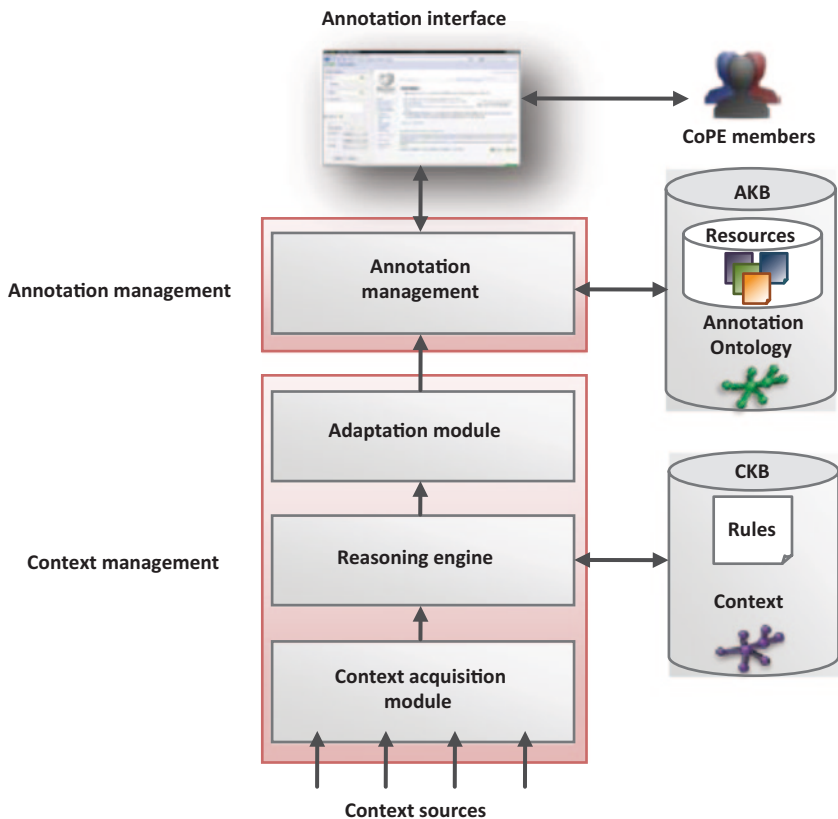 Annotation interface
CoPE members
AKB
Resources
Annotation
Ontology
Annotation management
Annotation
management
Adaptation module
CKB
Rules
Context
Context management
Reasoning engine
Context acquisition
module
Context sources